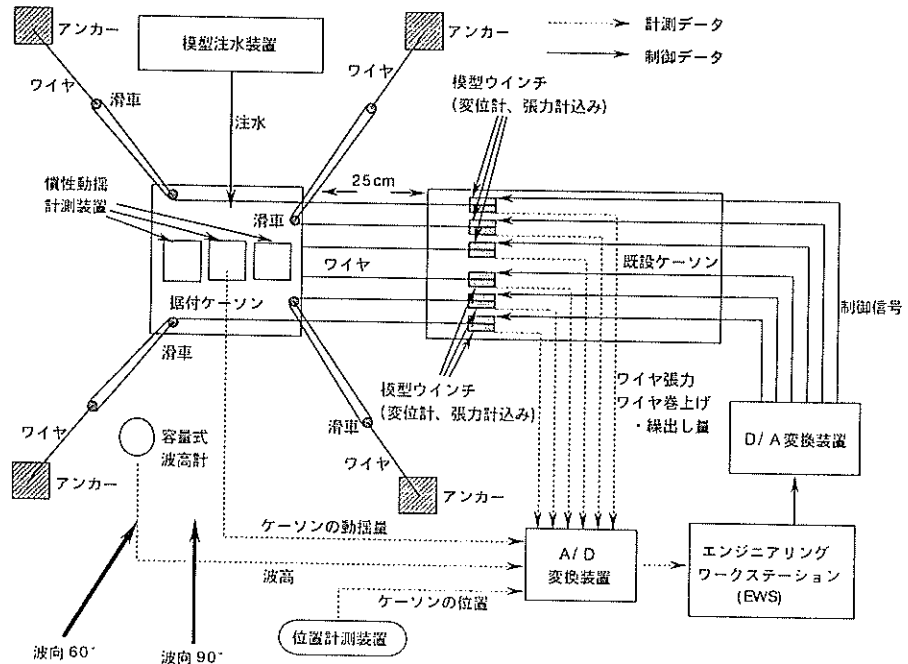 アンカー
模型注水装置
アンカー
計測データ
制御データ
ワイヤ
滑車
ワイヤ
模型ウインチ
(変位計、張力計込み)
注水
25cm
慣性動揺
計測装置
滑車
ワイヤ
既設ケーソン
据付ケーソン
制御信号
滑車
模型ウインチ
(変位計、張力計込み)
ワイヤ張力
ワイヤ巻上げ
・繰出し量
D/A変換装置
ワイヤ
容量式
波高計
滑車
ワイヤ
アンカー
アンカー
ケーソンの動揺量
A/D
変換装置
エンジニアリング
ワークステーション
(EWS)
波高
ケーソンの位置
位置計測装置
波向60°
波向90°